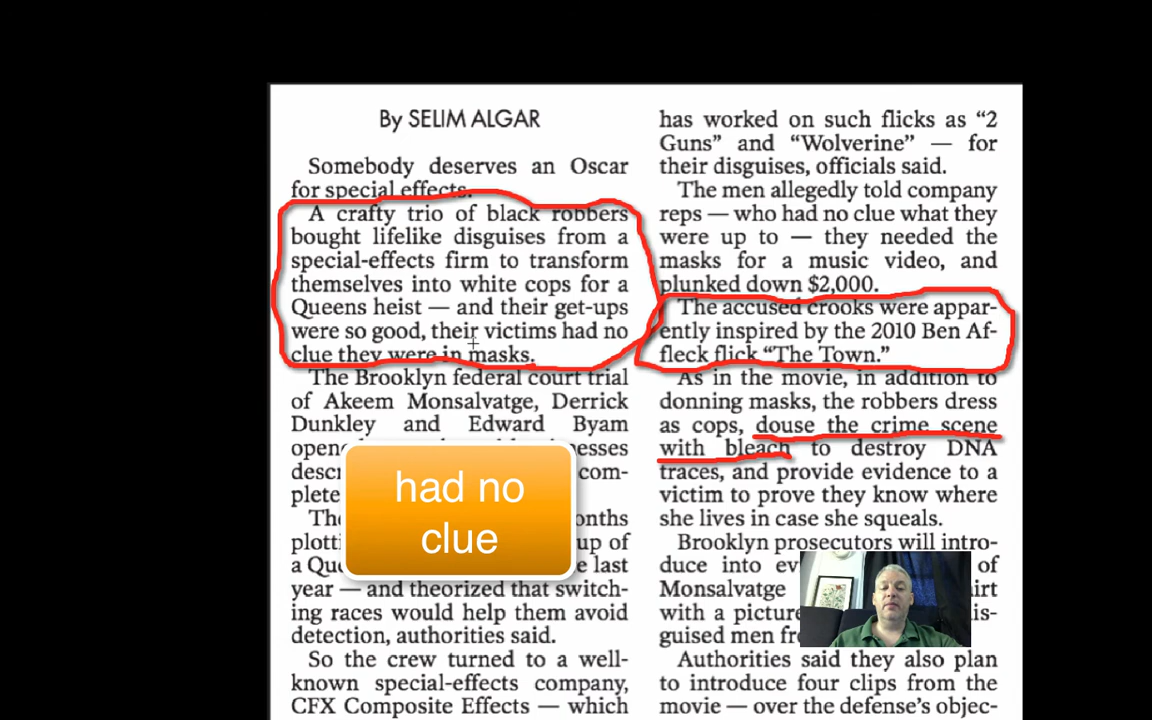 By SELIM ALGAR
Somebody deserves an Oscar
for special effects.
A crafty trio of black robbers
bought lifelike disguises from a
special-effects firm to transform
themselves into white cops for a
Queens heist — and their get-ups
were so good, their victims had no
clue they were in masks.
The Brooklyn federal court trial
of Akeem Monsalvatge, Derrick
Dunkley and Edward Byam
had no
clue
year — and theorized that switch-
ing races would help them avoid
detection, authorities said.
So the crew turned to a well-
known special-effects company,
CFX Composite Effects — which
has worked on such flicks as “2
Guns” and “Wolverine” — for
their disguises, officials said.
The men allegedly told company
reps — who had no clue what they
were up to — they needed the
masks for a music video, and
plunked down $2,000.
The accused crooks were appar-
ently inspired by the 2010 Ben Af-
fleck flick “The Town.”
As in the movie, in addition to
donning masks, the robbers dress
as cops, douse the crime scene
with bleach to destroy DNA
traces, and provide evidence to a
victim to prove they know where
she lives in case she squeals.
Brooklyn prosecutors will intro-
duce into of
Monsalvatge
with a picture
guised men
Authorities said they also plan
to introduce four clips from the
movie — over the defense’s objec-